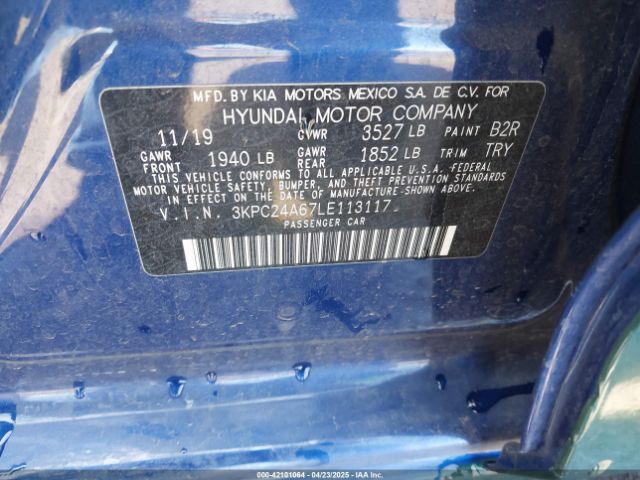 MFD. BY KIA MOTORS MEXICO S.A. DE C.V. FOR
HYUNDAI MOTOR COMPANY
11/19 GVWR 3527 LB PAINT B2R
GAWR FRONT 1940 LB GAWR REAR 1852 LB TRIM TRY
THIS VEHICLE CONFORMS TO ALL APPLICABLE U.S.A. FEDERAL
MOTOR VEHICLE SAFETY, BUMPER, AND THEFT PREVENTION STANDARDS
IN EFFECT ON THE DATE OF MANUFACTURE SHOWN ABOVE.
V.I.N. 3KPC24A67LE113117
PASSENGER CAR
000-42101064 - 04/23/2025 - IAAI.COM